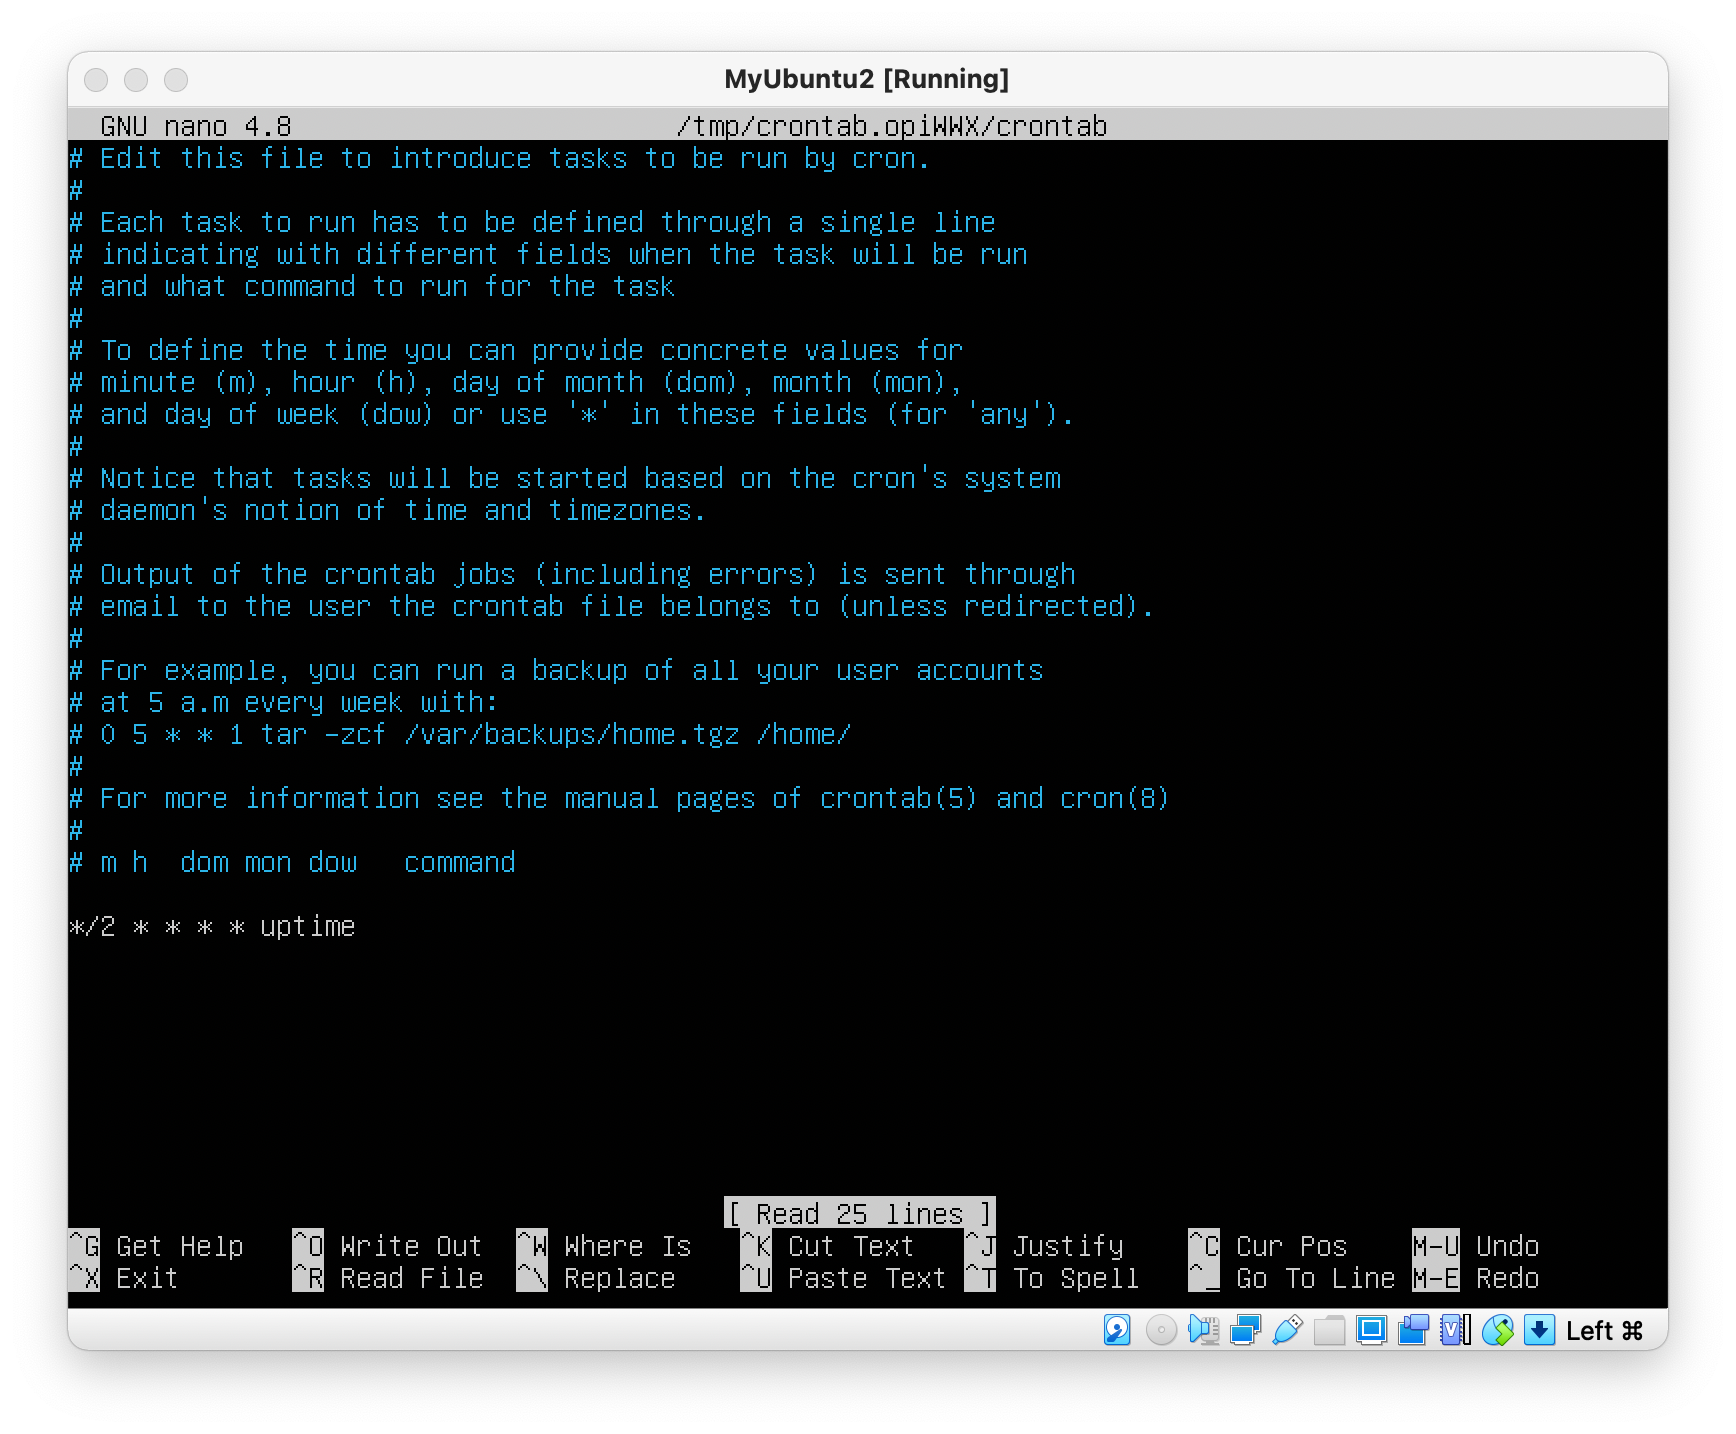 MyUbuntu2 [Running]
GNU nano 4.8 /tmp/crontab.opiWWX/crontab
# Edit this file to introduce tasks to be run by cron.
#
# Each task to run has to be defined through a single line
# indicating with different fields when the task will be run
# and what command to run for the task
#
# To define the time you can provide concrete values for
# minute (m), hour (h), day of month (dom), month (mon),
# and day of week (dow) or use '*' in these fields (for 'any').
#
# Notice that tasks will be started based on the cron's system
# daemon's notion of time and timezones.
#
# Output of the crontab jobs (including errors) is sent through
# email to the user the crontab file belongs to (unless redirected).
#
# For example, you can run a backup of all your user accounts
# at 5 a.m every week with:
# 0 5 * * 1 tar -zcf /var/backups/home.tgz /home/
#
# For more information see the manual pages of crontab(5) and cron(8)
#
# m h  dom mon dow   command
*/2 * * * * uptime
[ Read 25 lines ]
^G Get Help ^O Write Out ^W Where Is ^K Cut Text ^J Justify ^C Cur Pos M-U Undo
^X Exit ^R Read File ^\ Replace ^U Paste Text ^T To Spell ^_ Go To Line M-E Redo
Left ⌘